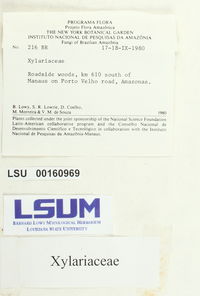 PROGRAMA FLORA
Projeto Flora Amazônica
THE NEW YORK BOTANICAL GARDEN
INSTITUTO NACIONAL DE PESQUISAS DA AMAZÔNIA
Fungi of Brazilian Amazônia
No. 216 BR 17-18-IX-1980
Xylariaceae
Roadside woods, km 610 south of
Manaus on Porto Velho road, Amazonas.
B. Lowy, S. R. Lowrie, D. Coelho,
M. Moreira & V. M. de Souza 1980
Plants collected under the joint sponsorship of the National Science Foundation
Latin-American collaborative program and the Conselho Nacional de
Desenvolvimento Científico e Tecnológico in collaboration with the Instituto
Nacional de Pesquisas da Amazônia-Manaus.
LSU 00160969
LSUM
BERNARD LOWY MYCOLOGICAL HERBARIUM
LOUISIANA STATE UNIVERSITY
Xylariaceae